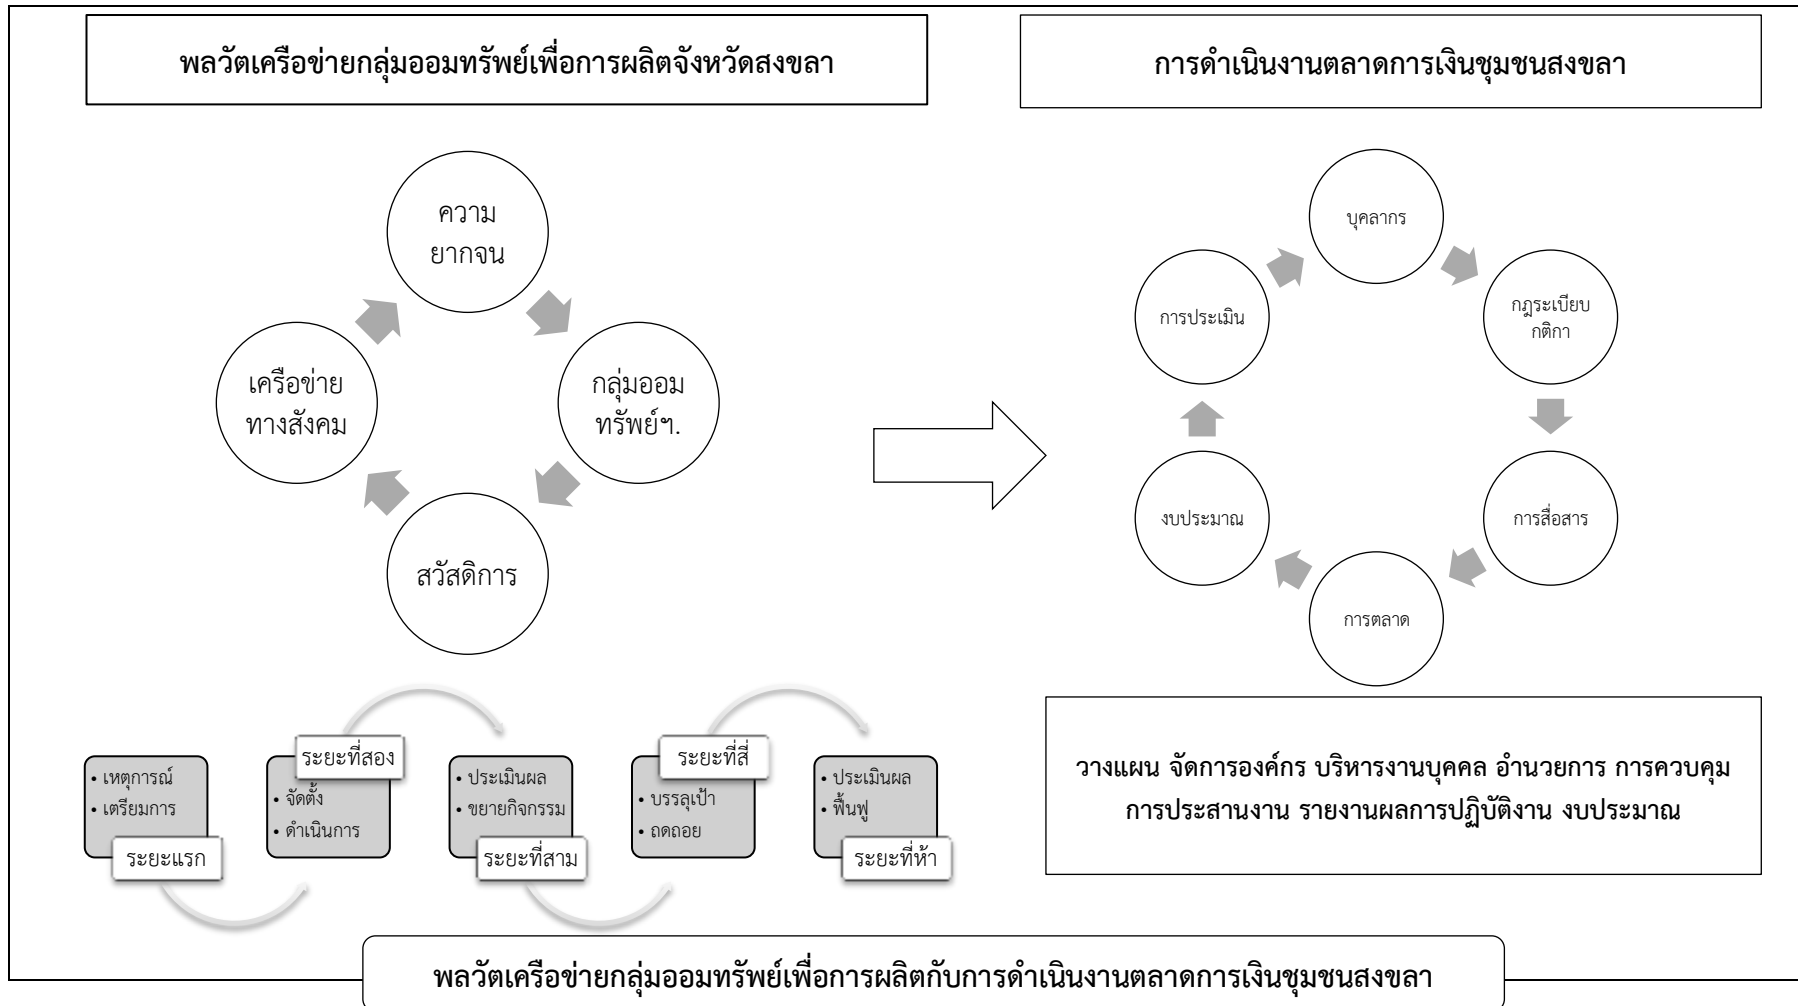 พลวัตเครือข่ายกลุ่มออมทรัพย์เพื่อการผลิตจังหวัดสงขลา
ความ
ยากจน
กลุ่มออม
ทรัพย์ฯ.
สวัสดิการ
เครือข่าย
ทางสังคม
• เหตุการณ์
• เตรียมการ
ระยะแรก
ระยะที่สอง
• จัดตั้ง
• ดำเนินการ
• ประเมินผล
• ขยายกิจกรรม
ระยะที่สาม
ระยะที่สี่
• บรรลุเป้า
• ถดถอย
• ประเมินผล
• ฟื้นฟู
ระยะที่ห้า
การดำเนินงานตลาดการเงินชุมชนสงขลา
บุคลากร
กฎระเบียบ
กติกา
การสื่อสาร
การตลาด
งบประมาณ
การประเมิน
วางแผน จัดการองค์กร บริหารงานบุคคล อำนวยการ การควบคุม
การประสานงาน รายงานผลการปฏิบัติงาน งบประมาณ
พลวัตเครือข่ายกลุ่มออมทรัพย์เพื่อการผลิตกับการดำเนินงานตลาดการเงินชุมชนสงขลา